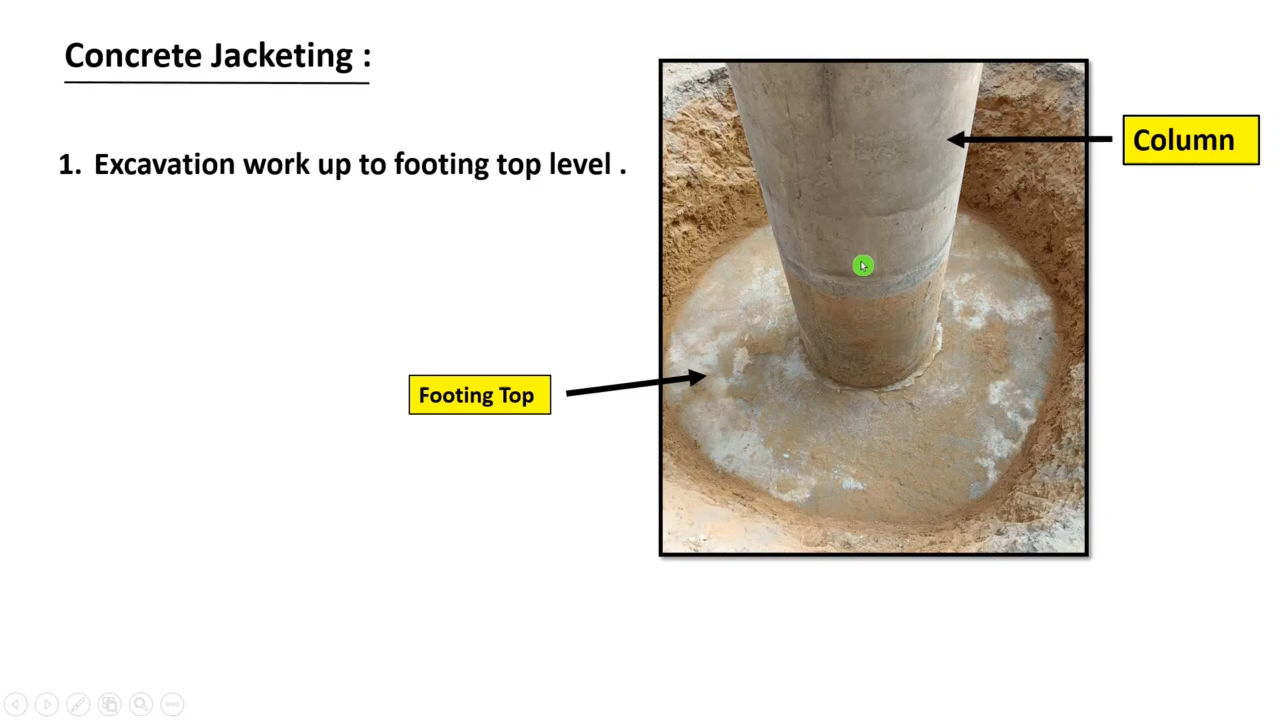 Concrete Jacketing :
1. Excavation work up to footing top level .
Column
Footing Top